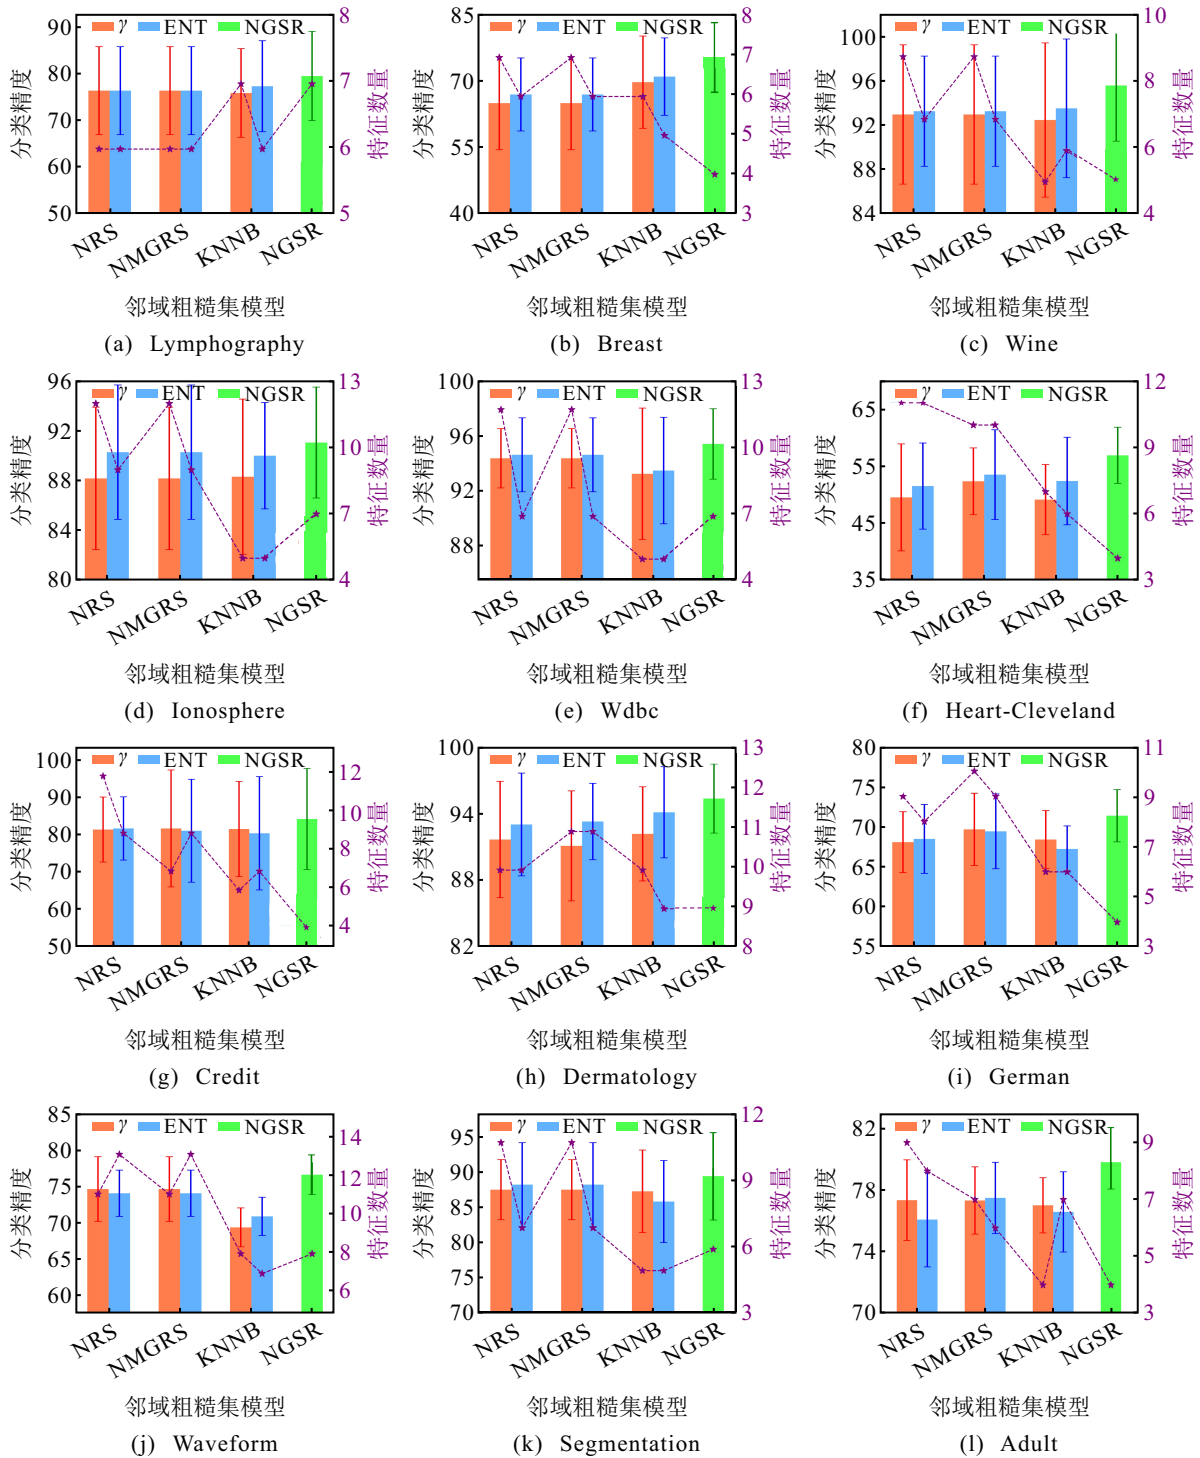 γ ENT NGSR
分类精度
90
80
70
60
50
8
7
6
5
特征数量
NRS NMGRS KNNB NGSR
邻域粗糙集模型
(a) Lymphography
γ ENT NGSR
分类精度
85
70
55
40
8
7
6
5
4
3
特征数量
NRS NMGRS KNNB NGSR
邻域粗糙集模型
(b) Breast
γ ENT NGSR
分类精度
100
96
92
88
84
10
8
6
4
特征数量
NRS NMGRS KNNB NGSR
邻域粗糙集模型
(c) Wine
γ ENT NGSR
分类精度
96
92
88
84
80
13
10
7
4
特征数量
NRS NMGRS KNNB NGSR
邻域粗糙集模型
(d) Ionosphere
γ ENT NGSR
分类精度
100
96
92
88
13
10
7
4
特征数量
NRS NMGRS KNNB NGSR
邻域粗糙集模型
(e) Wdbc
γ ENT NGSR
分类精度
65
55
45
35
12
9
6
3
特征数量
NRS NMGRS KNNB NGSR
邻域粗糙集模型
(f) Heart-Cleveland
γ ENT NGSR
分类精度
100
90
80
70
60
50
12
10
8
6
4
特征数量
NRS NMGRS KNNB NGSR
邻域粗糙集模型
(g) Credit
γ ENT NGSR
分类精度
100
94
88
82
13
12
11
10
9
8
特征数量
NRS NMGRS KNNB NGSR
邻域粗糙集模型
(h) Dermatology
γ ENT NGSR
分类精度
80
75
70
65
60
55
11
9
7
5
3
特征数量
NRS NMGRS KNNB NGSR
邻域粗糙集模型
(i) German
γ ENT NGSR
分类精度
85
80
75
70
65
60
14
12
10
8
6
特征数量
NRS NMGRS KNNB NGSR
邻域粗糙集模型
(j) Waveform
γ ENT NGSR
分类精度
95
90
85
80
75
70
12
9
6
3
特征数量
NRS NMGRS KNNB NGSR
邻域粗糙集模型
(k) Segmentation
γ ENT NGSR
分类精度
82
78
74
70
9
7
5
3
特征数量
NRS NMGRS KNNB NGSR
邻域粗糙集模型
(l) Adult